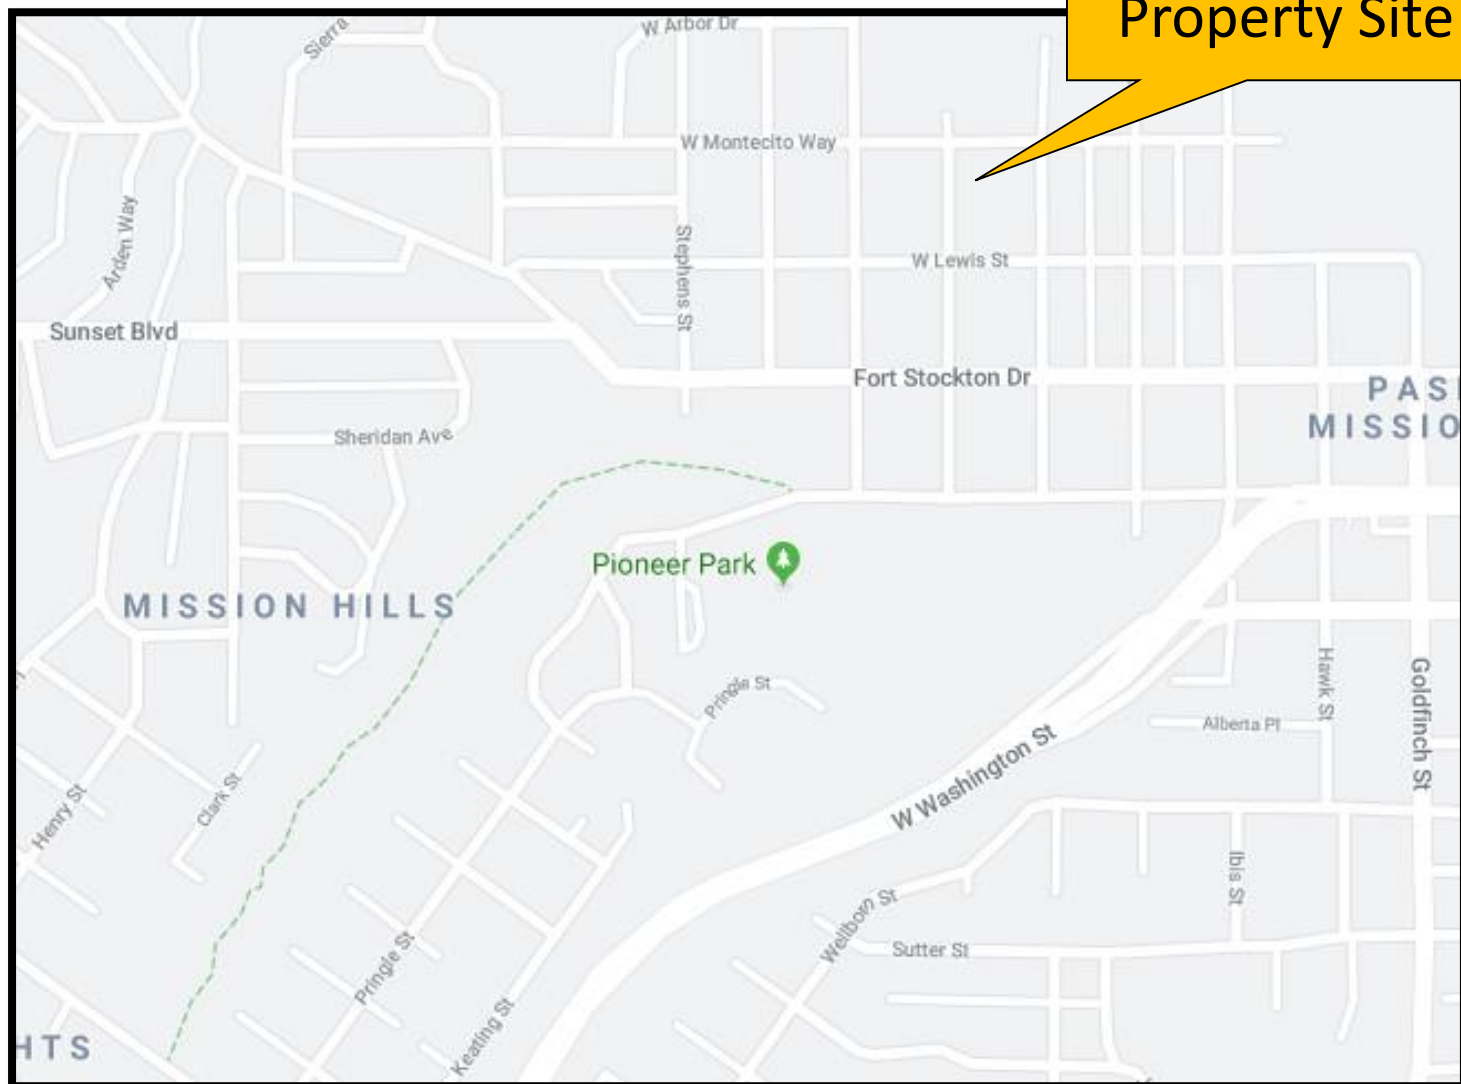 Property Site
W Arbor Dr
Sierra
W Montecito Way
Arden Way
Stephens St
W Lewis St
Sunset Blvd
Fort Stockton Dr
PAS
MISSIO
Sheridan Ave
Pioneer Park
MISSION HILLS
Pringle St
Hawk St
Goldfinch St
Alberta Pl
W Washington St
Clark St
Henry St
Ibis St
Wellborn St
Sutter St
Pringle St
Keating St
HTS